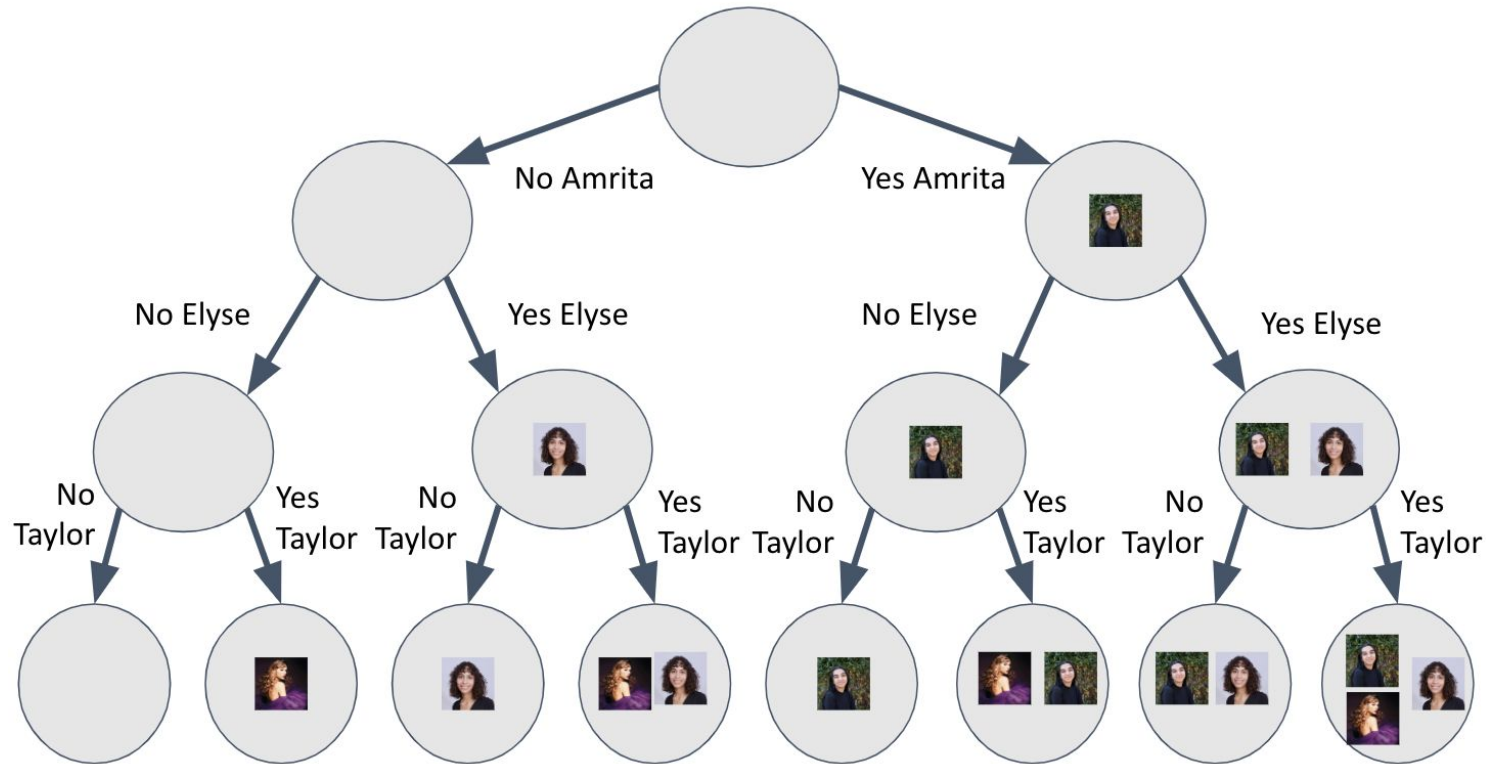 No Amrita
Yes Amrita
No Elyse
Yes Elyse
No Elyse
Yes Elyse
No
Taylor
Yes
Taylor
No
Taylor
Yes
Taylor
No
Taylor
Yes
Taylor
No
Taylor
Yes
Taylor